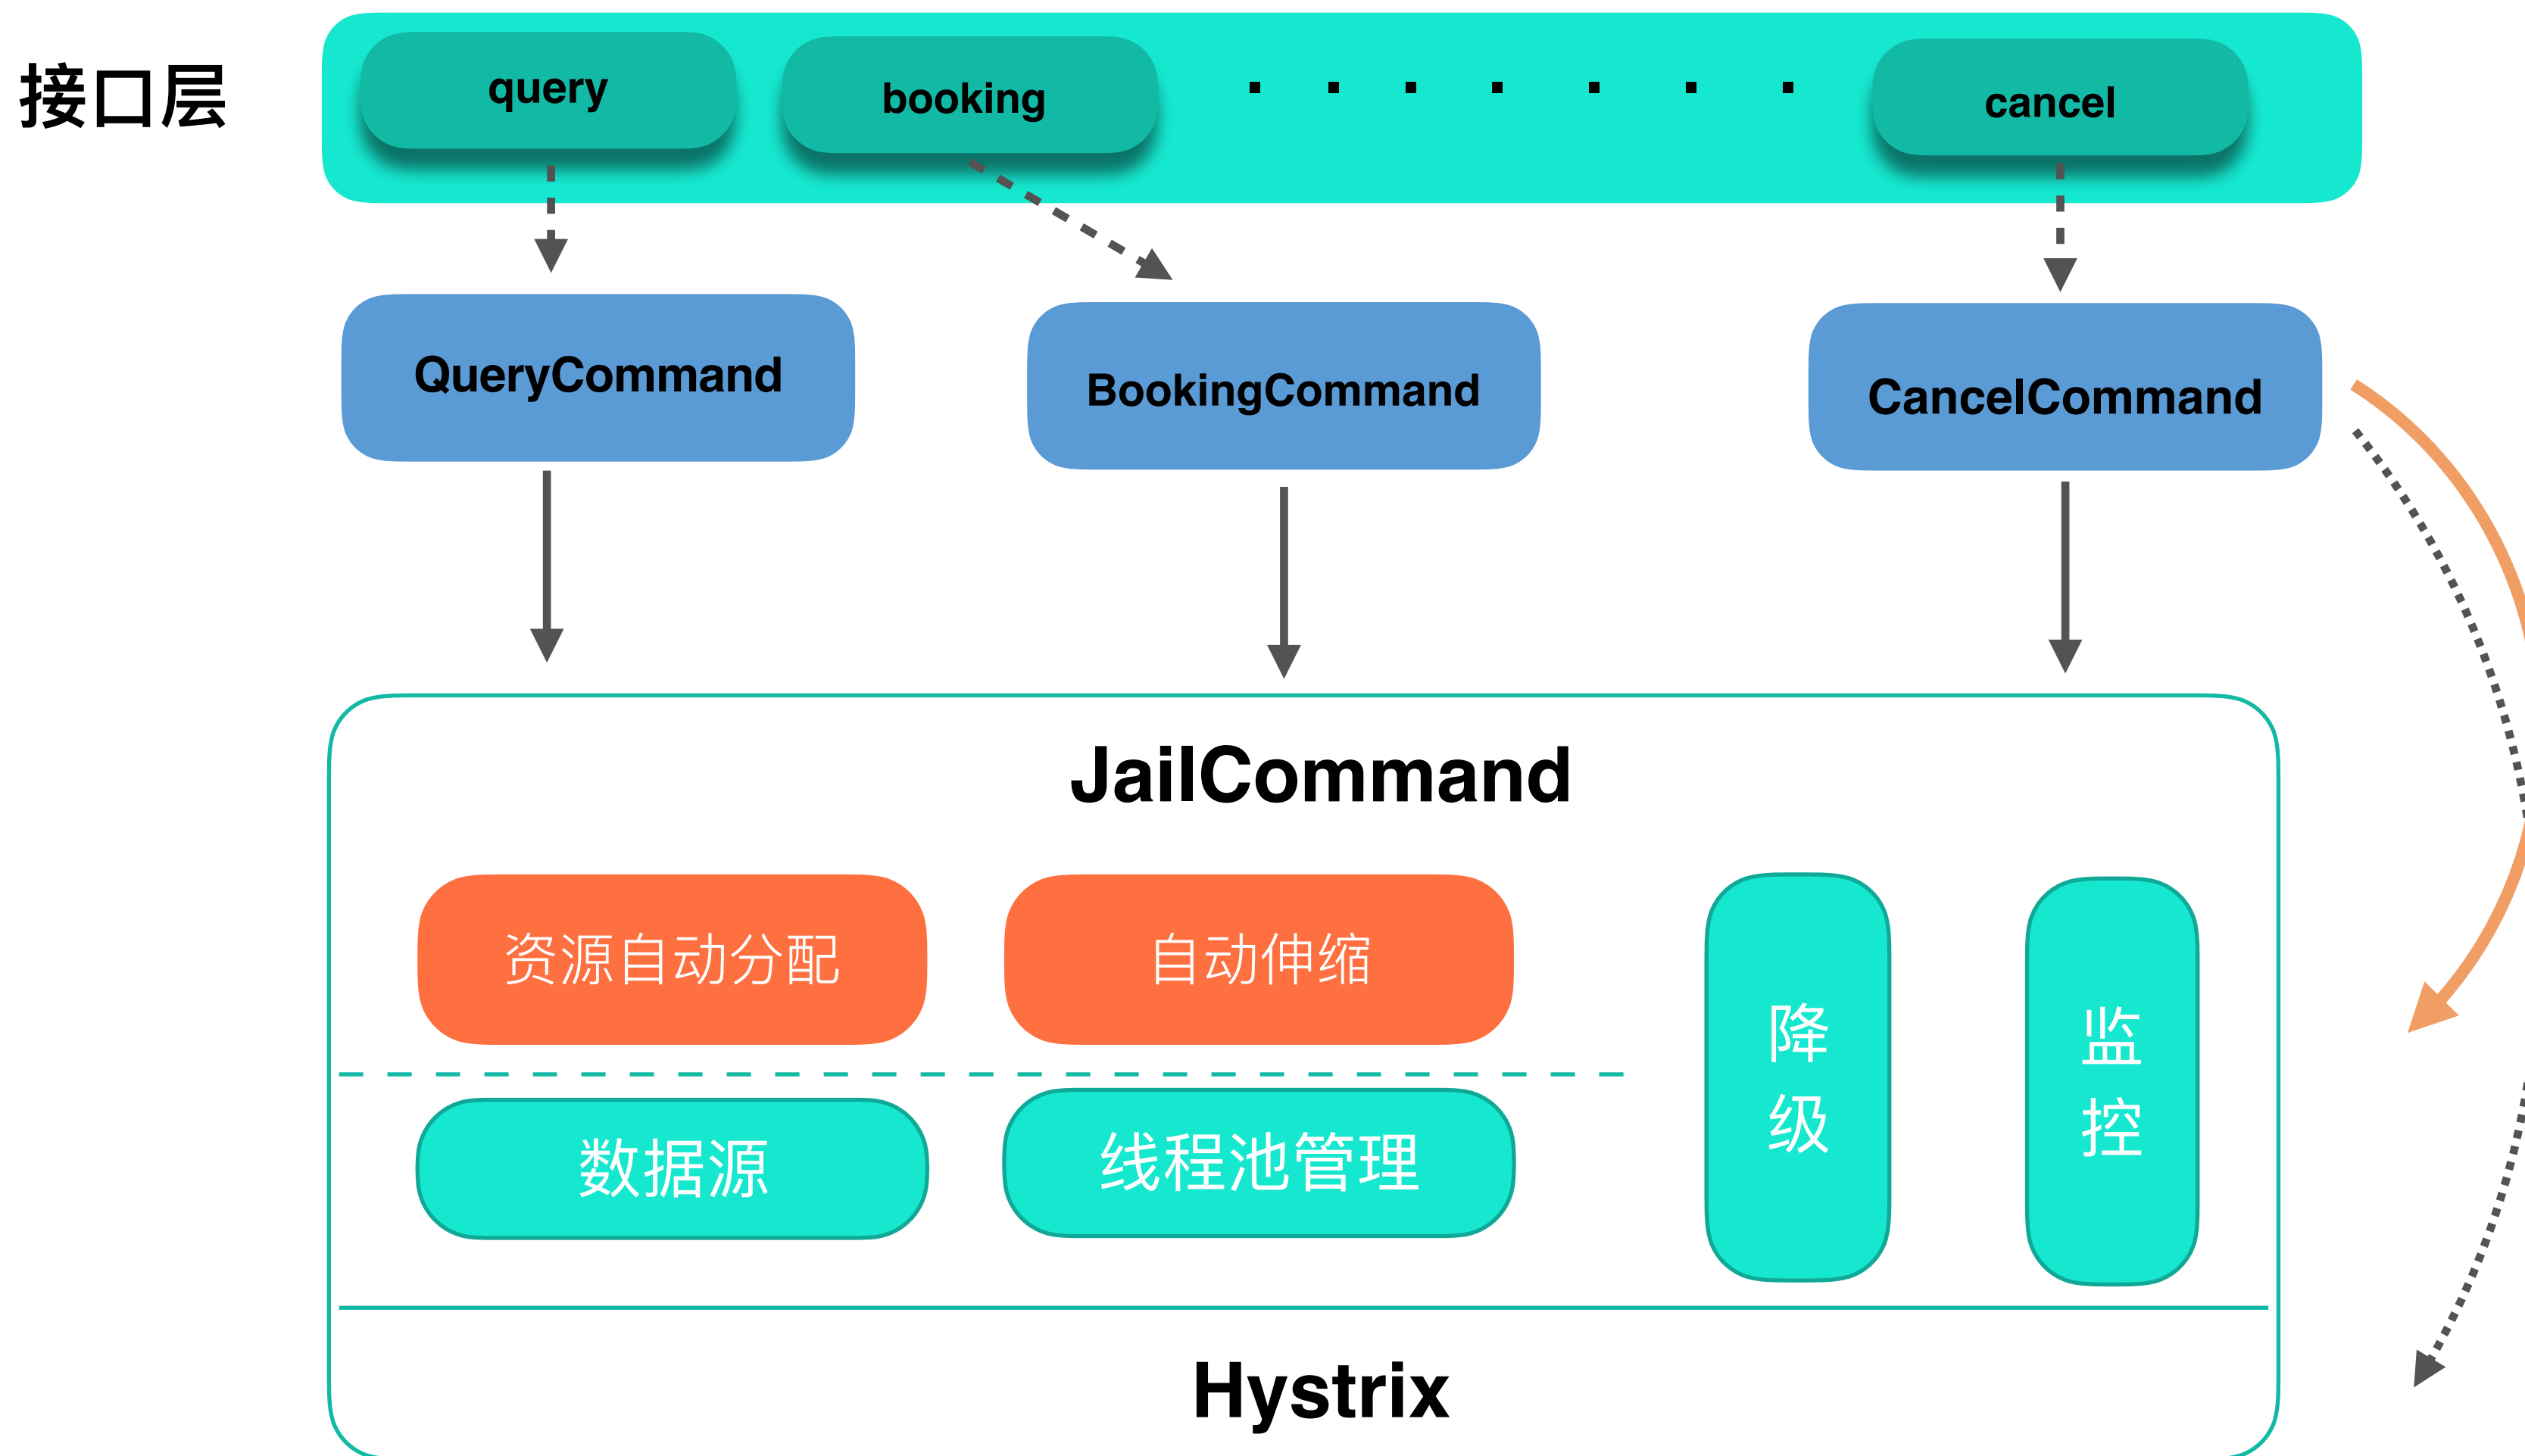 接口层
query
booking
cancel
QueryCommand
BookingCommand
CancelCommand
JailCommand
资源自动分配
自动伸缩
降
级
监
控
数据源
线程池管理
Hystrix